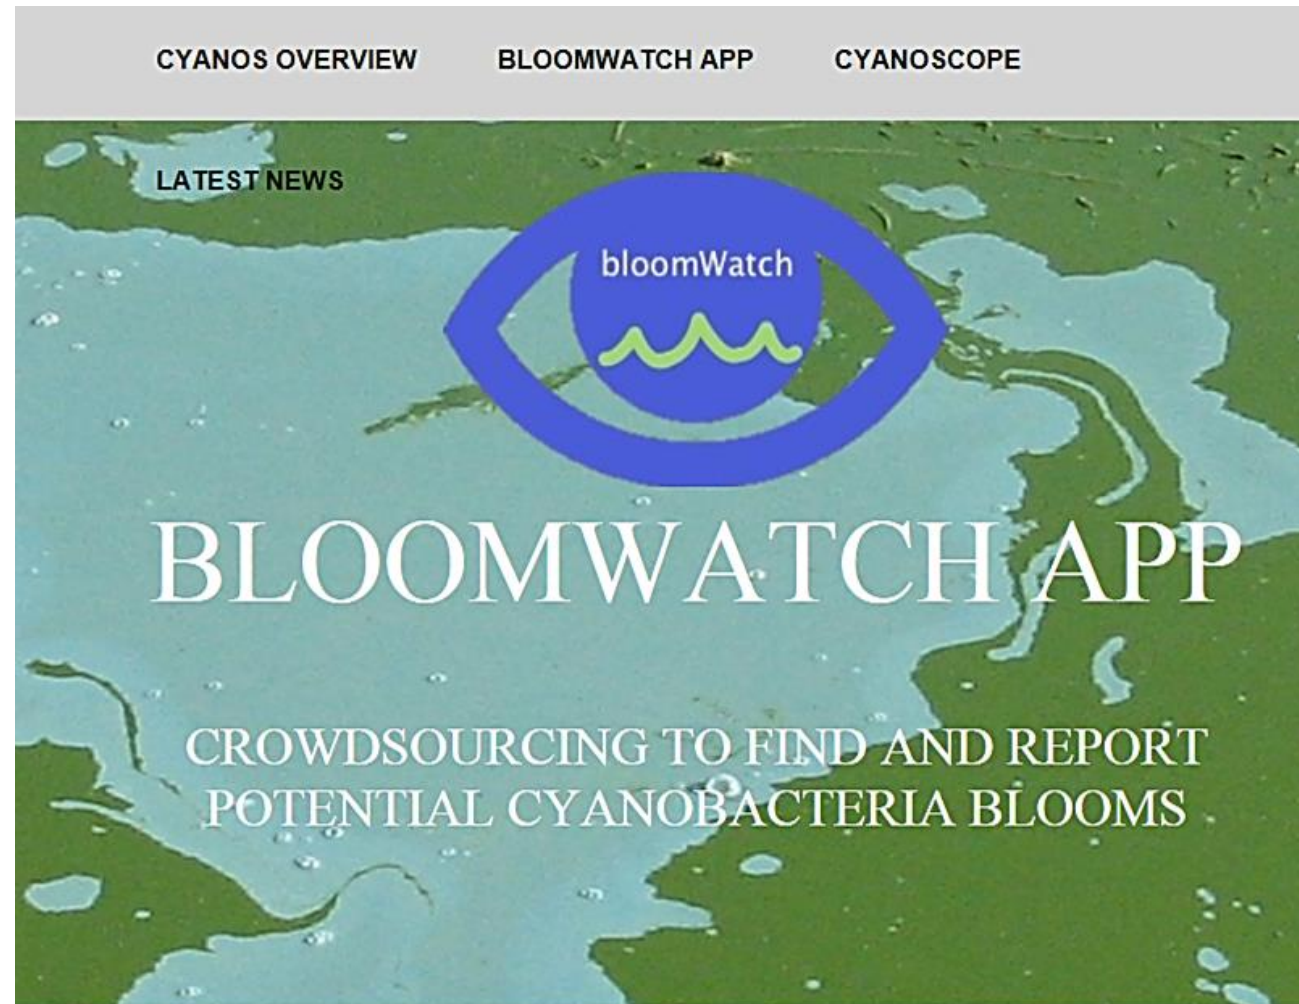 CYANOS OVERVIEW BLOOMWATCH APP CYANOSCOPE
LATEST NEWS
bloomWatch
BLOOMWATCH APP
CROWDSOURCING TO FIND AND REPORT
POTENTIAL CYANOBACTERIA BLOOMS